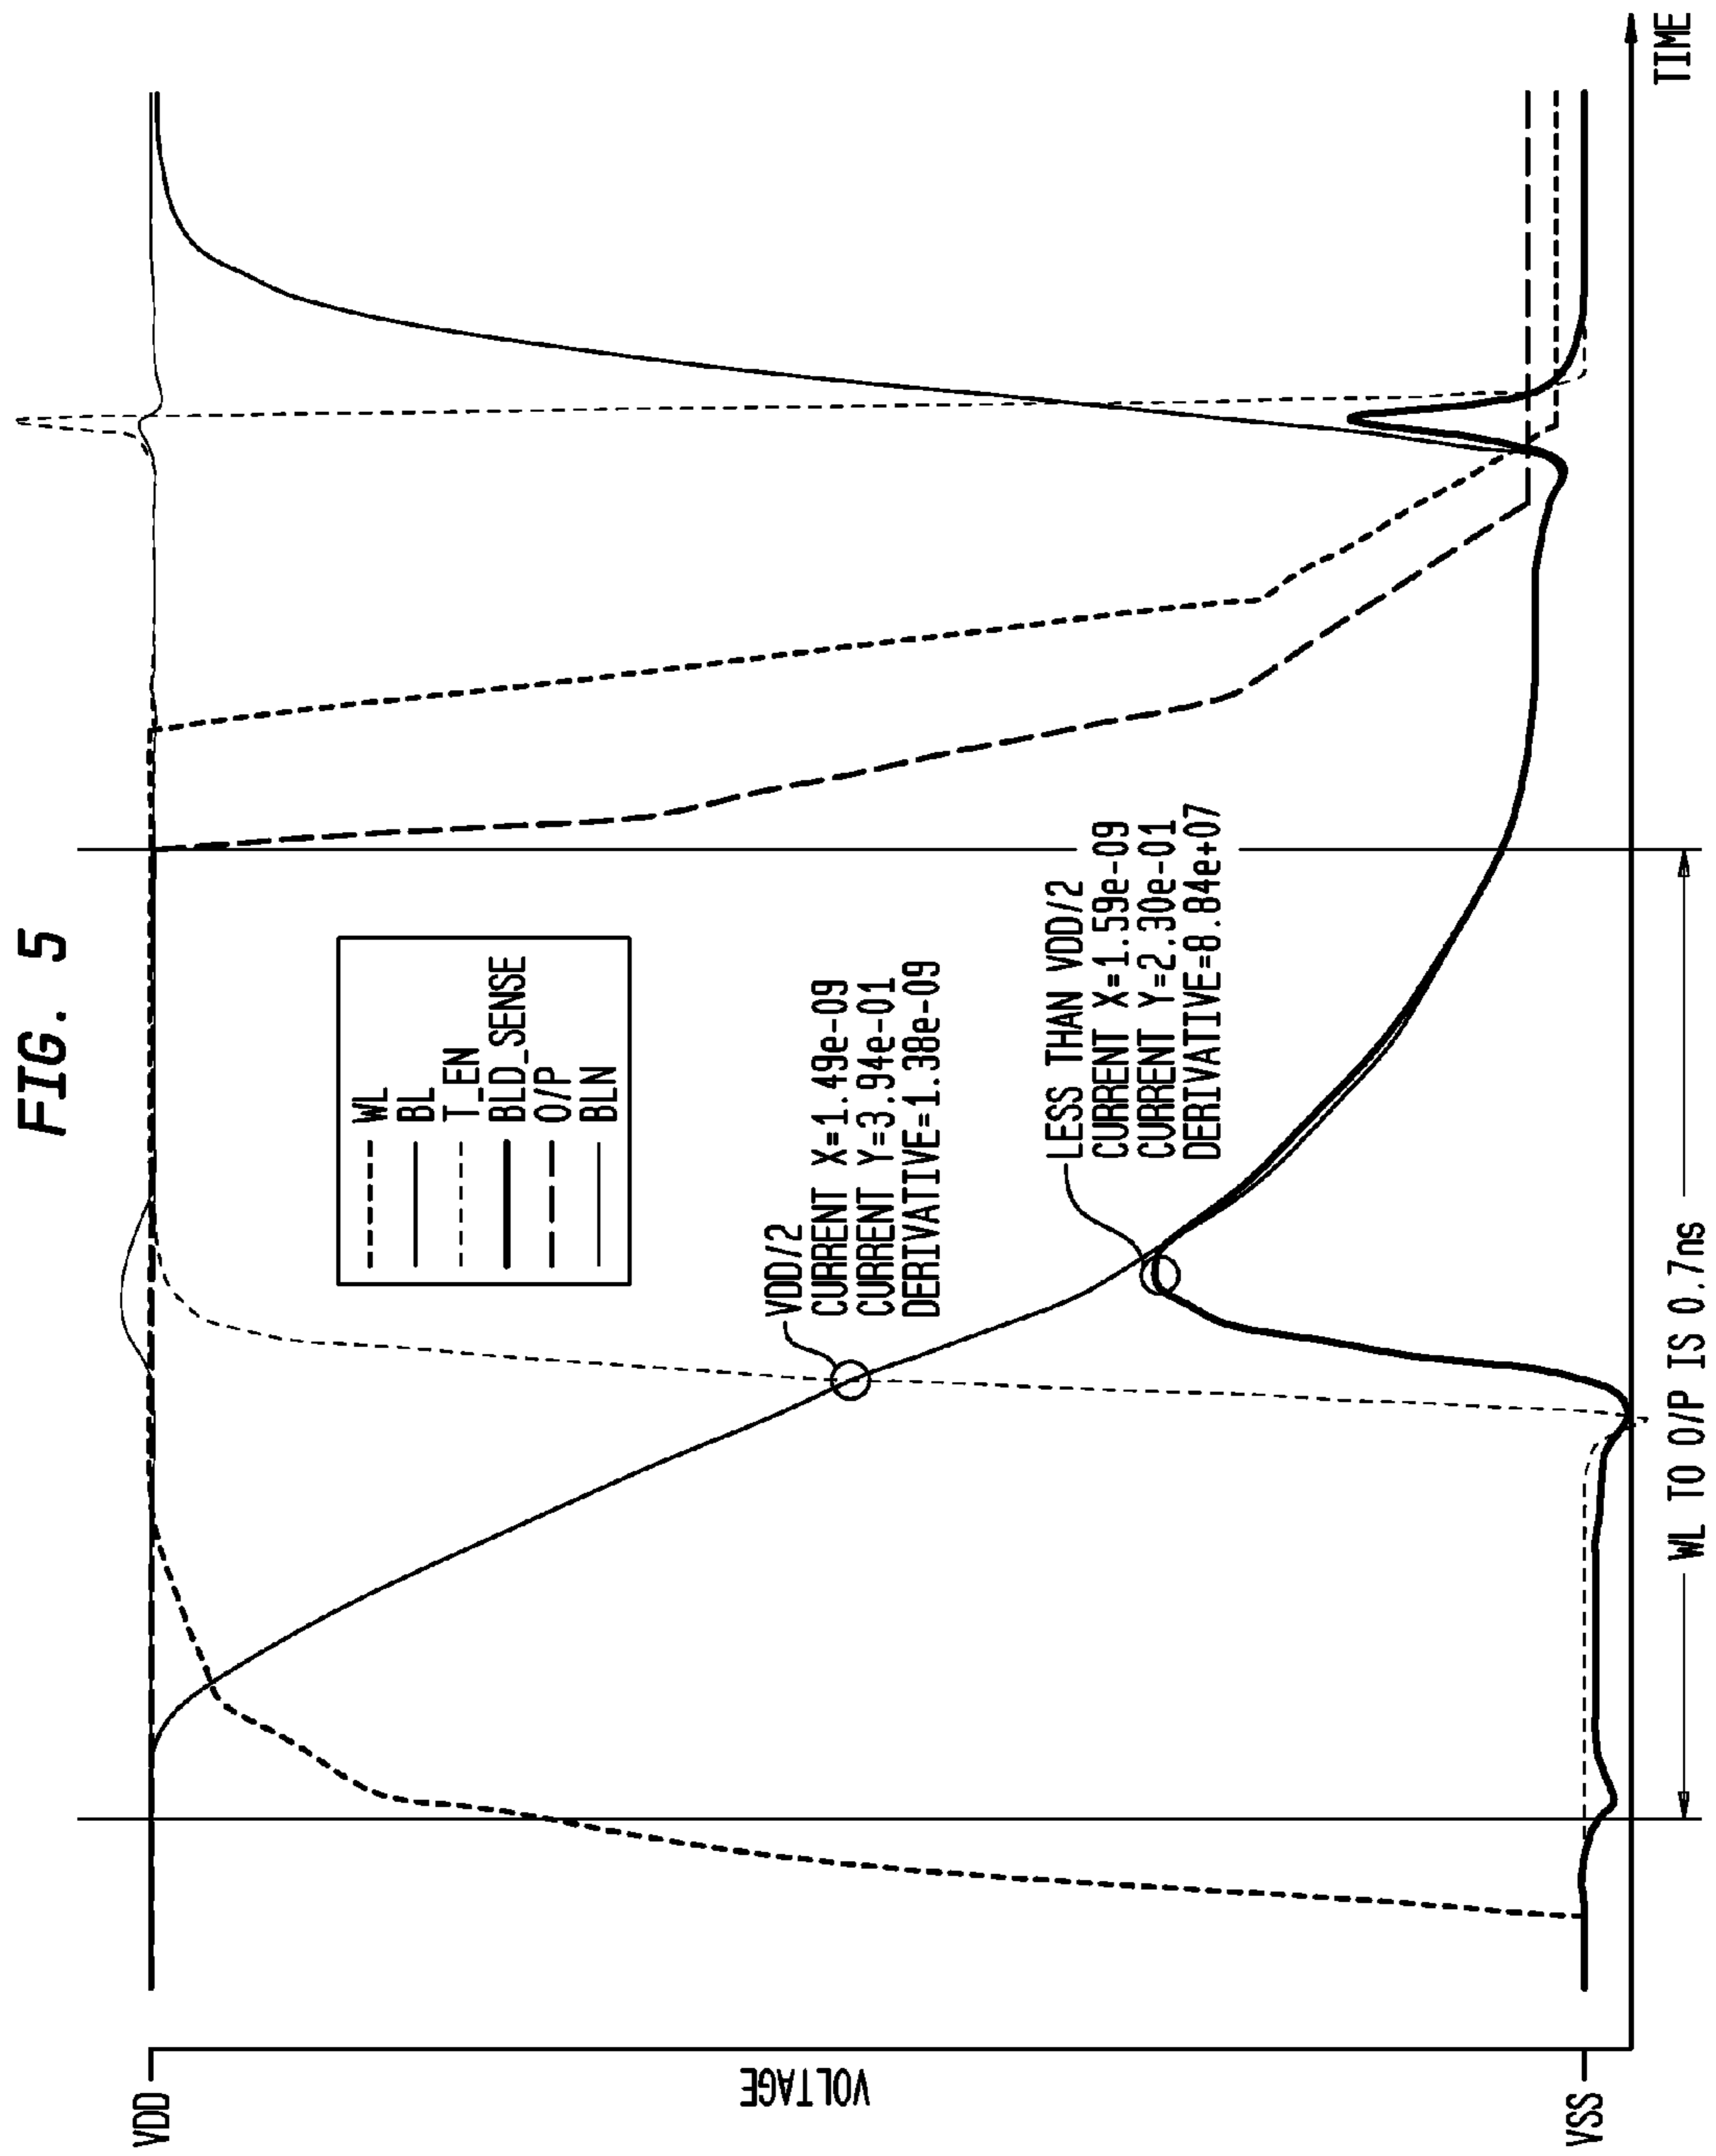 FIG. 5
VDD
VOLTAGE
VSS
WL
BL
T_EN
BLD_SENSE
O/P
BLN
VDD/2
CURRENT X=1.49e-09
CURRENT Y=3.94e-01
DERIVATIVE=1.38e-09
LESS THAN VDD/2
CURRENT X=1.59e-09
CURRENT Y=2.30e-01
DERIVATIVE=8.84e+07
WL TO O/P IS 0.7ns
TIME